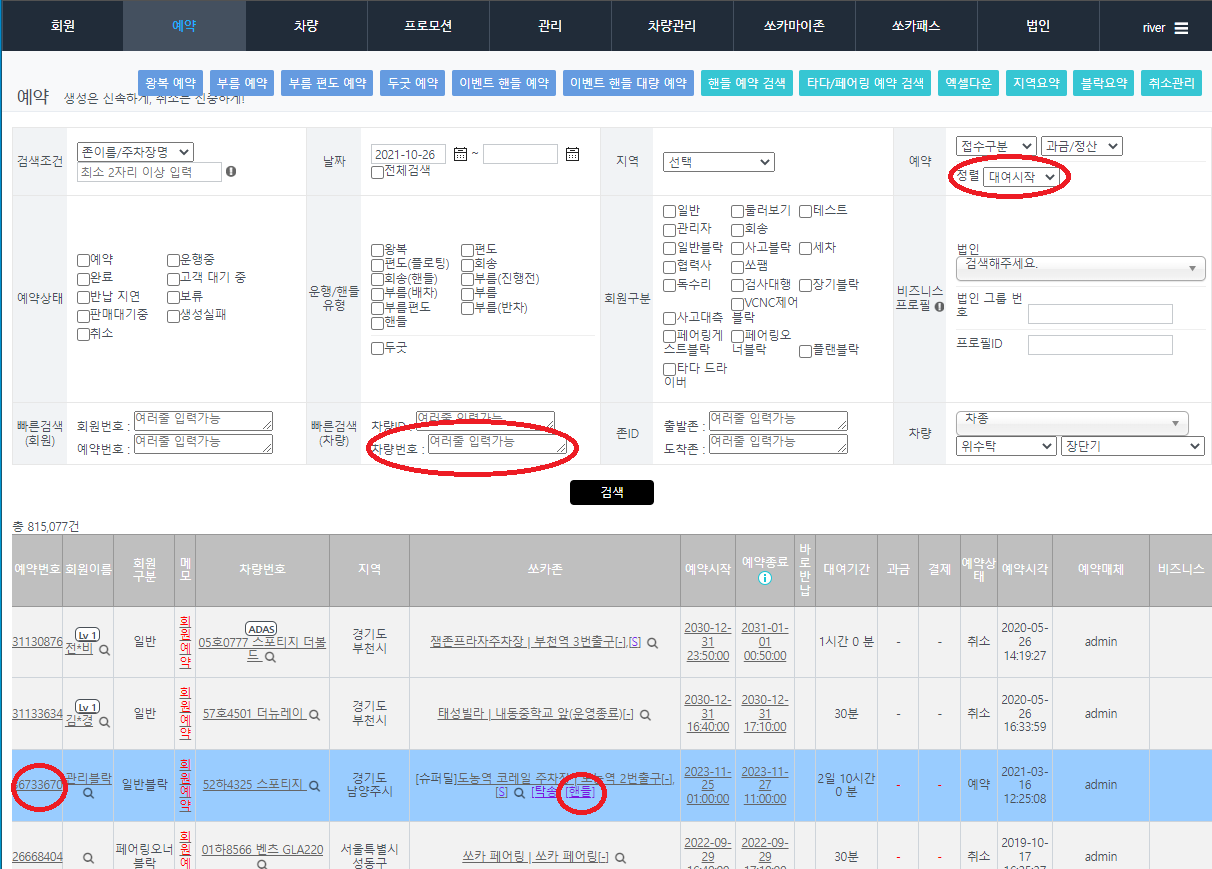 회원 예약 차량 프로모션 관리 차량관리 쏘카마이존 쏘카패스 법인 river
예약 생성은 신속하게, 취소는 신중하게!
왕복 예약 부름 예약 부름 편도 예약 두굿 예약 이벤트 핸들 예약 이벤트 핸들 대량 예약 핸들 예약 검색 타다/페어링 예약 검색 엑셀다운 지역요약 블락요약 취소관리
검색조건 존이름/주차장명
최소 2자리 이상 입력
날짜 2021-10-26 ~
전체검색
지역 선택
예약 접수구분 과금/정산
정렬 대여시작
예약상태
예약 운행중
완료 고객 대기 중
반납 지연 보류
판매대기중 생성실패
취소
운행/핸들
유형
왕복 편도
편도(플로팅) 회송
회송(핸들) 부름(진행전)
부름(배차) 부름
부름편도 부름(반차)
핸들
두굿
회원구분
일반 둘러보기 테스트
관리자 회송
일반블락 사고블락 세차
협력사 쏘팸
독수리 검사대행 장기블락
사고대측 VCNC제어
블락
페어링게
스트블락 페어링오
너블락 플랜블락
타다 드라
이버
비즈니스
프로필
법인
검색해주세요.
법인 그룹 번
호
프로필ID
빠른검색
(회원)
회원번호 : 여러줄 입력가능
예약번호 : 여러줄 입력가능
빠른검색
(차량)
차량ID : 여러줄 입력가능
차량번호 : 여러줄 입력가능
존ID
출발존 : 여러줄 입력가능
도착존 : 여러줄 입력가능
차량 차종
위수탁 장단기
검색
총 815,077건
예약번호 회원이름 회원
구분 메
모 차량번호 지역 쏘카존 예약시작 예약종료 바
로
반
납 대여기간 과금 결제 예약상
태 예약시각 예약매체 비즈니스
31130876 Lv 1
전*비 일반 회
원
예
약 ADAS
05호0777 스포티지 더볼
드 경기도
부천시 잼존프라자주차장 | 부천역 3번출구[-],[S] 2030-12-
31
23:50:00 2031-01-
01
00:50:00 1시간 0 분 - - 취소 2020-05-
26
14:19:27 admin
31133634 Lv 1
김*경 일반 회
원
예
약 57호4501 더뉴레이 경기도
부천시 태성빌라 | 내동중학교 앞(운영종료)[-] 2030-12-
31
16:40:00 2030-12-
31
17:10:00 30분 - - 취소 2020-05-
26
16:33:59 admin
36733670 관리블락 일반블락 회
원
예
약 52하4325 스포티지 경기도
남양주시 [슈퍼딜]도농역 코레일 주차장 | 도농역 2번출구[-],
[S] [탁송] [핸들] 2023-11-
25
01:00:00 2023-11-
27
11:00:00 2일 10시간
0 분 - - 예약 2021-03-
16
12:25:08 admin
26668404 페어링오너
블락 회
원
예 01하8566 벤츠 GLA220 서울특별시
성동구 쏘카 페어링 | 쏘카 페어링[-] 2022-09-
29 2022-09-
29 30분 - - 취소 2019-10-
17 admin